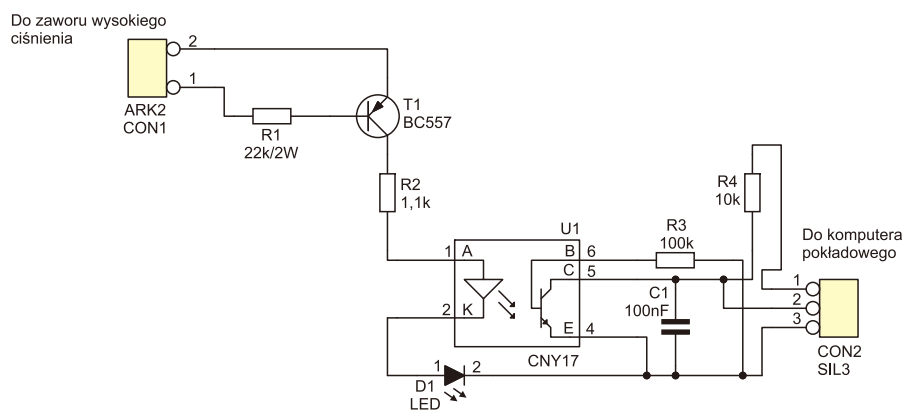 Do zaworu wysokiego
ciśnienia
2
1
ARK2
CON1
R1
22k/2W
T1
BC557
R2
1,1k
U1
1 A
2 K
B 6
C 5
E 4
CNY17
R3
100k
R4
10k
C1
100nF
1 2
D1
LED
Do komputera
pokładowego
1
2
3
CON2
SIL3